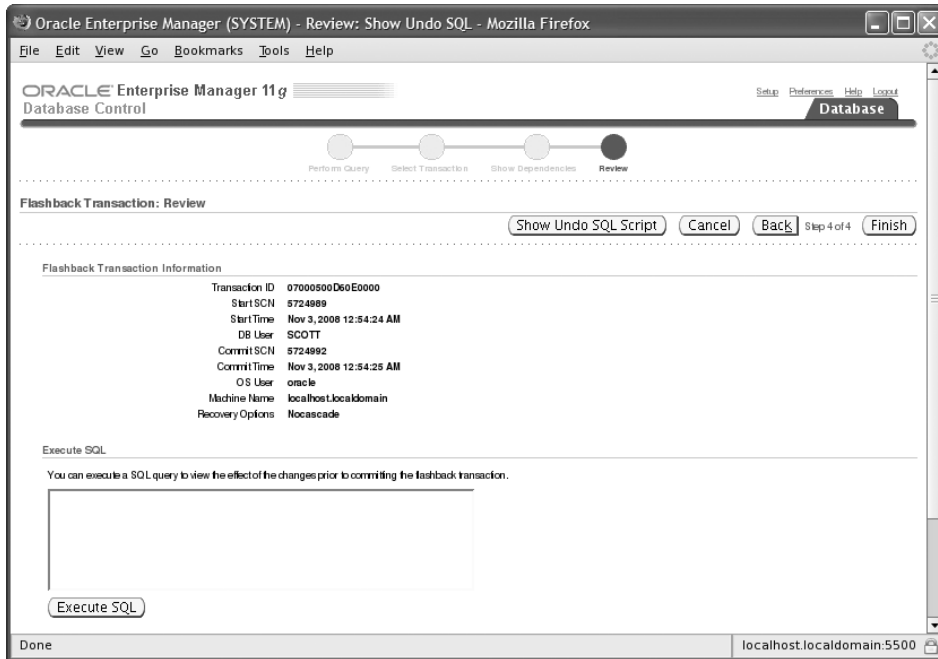 Oracle Enterprise Manager (SYSTEM) - Review: Show Undo SQL - Mozilla Firefox
File Edit View Go Bookmarks Tools Help
ORACLE Enterprise Manager 11g
Database Control
Setup Preferences Help Logout
Database
Perform Query Select Transaction Show Dependencies Review
Flashback Transaction: Review
Show Undo SQL Script Cancel Back Step 4 of 4 Finish
Flashback Transaction Information
Transaction ID 07000500D60E0000
Start SCN 5724989
Start Time Nov 3, 2008 12:54:24 AM
DB User SCOTT
Commit SCN 5724992
Commit Time Nov 3, 2008 12:54:25 AM
OS User oracle
Machine Name localhost.localdomain
Recovery Options Nocascade
Execute SQL
You can execute a SQL query to view the effect of the changes prior to committing the flashback transaction.
Execute SQL
Done localhost.localdomain:5500